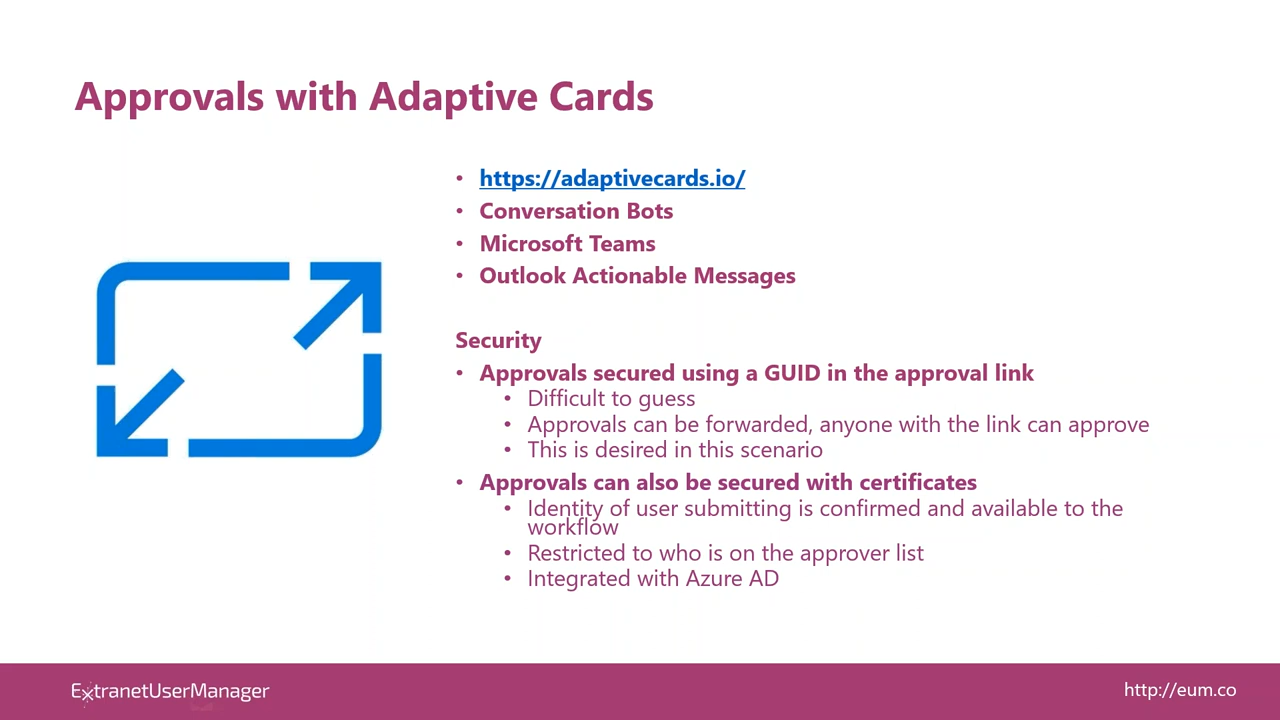 Approvals with Adaptive Cards
• https://adaptivecards.io/
• Conversation Bots
• Microsoft Teams
• Outlook Actionable Messages
Security
• Approvals secured using a GUID in the approval link
• Difficult to guess
• Approvals can be forwarded, anyone with the link can approve
• This is desired in this scenario
• Approvals can also be secured with certificates
• Identity of user submitting is confirmed and available to the
workflow
• Restricted to who is on the approver list
• Integrated with Azure AD
ExtranetUserManager
http://eum.co